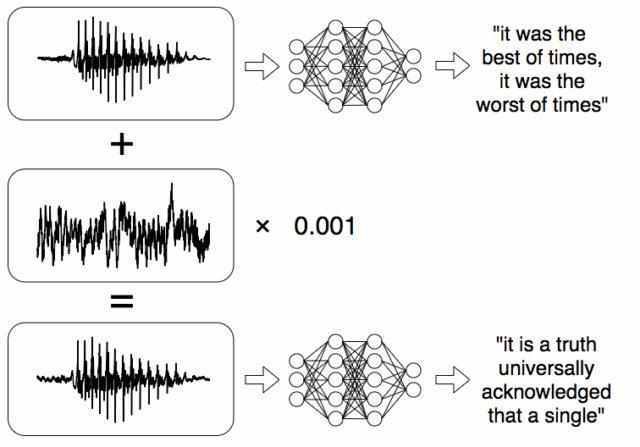 "it was the
best of times,
it was the
worst of times"
+
× 0.001
=
"it is a truth
universally
acknowledged
that a single"